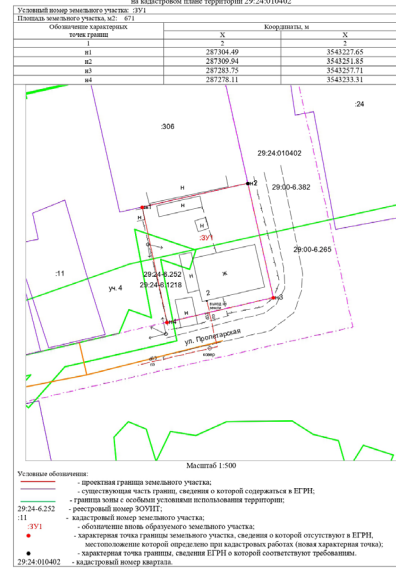 на кадастровом плане территории 29:24:010402
Условный номер земельного участка: :ЗУ1
Площадь земельного участка, м2: 671
Обозначение характерных точек границ
Координаты, м
X
X
1
2
2
н1
287304.49
3543227.65
н2
287309.94
3543251.85
н3
287283.75
3543257.71
н4
287278.11
3543233.31
:24
:306
29:24:010402
н
н2
29:00-6.382
н1
н
н
н
:ЗУ1
29:00-6.265
:11
29:24-6.252
н
ж
уч. 4
29:24-6.1218
2
н3
н
н4
ул. Пролетарская
Масштаб 1:500
Условные обозначения:
- проектная граница земельного участка;
- существующая часть границ, сведения о которой содержаться в ЕГРН;
- граница зоны с особыми условиями использования территории;
29:24-6.252 - реестровый номер ЗОУИТ;
:11 - кадастровый номер земельного участка;
:ЗУ1 - обозначение вновь образуемого земельного участка;
- характерная точка границы земельного участка, сведения о которой отсутствуют в ЕГРН,
местоположение которой определено при кадастровых работах (новая характерная точка);
- характерная точка границы, сведения ЕГРН о которой соответствуют требованиям.
29:24:010402 - кадастровый номер квартала.